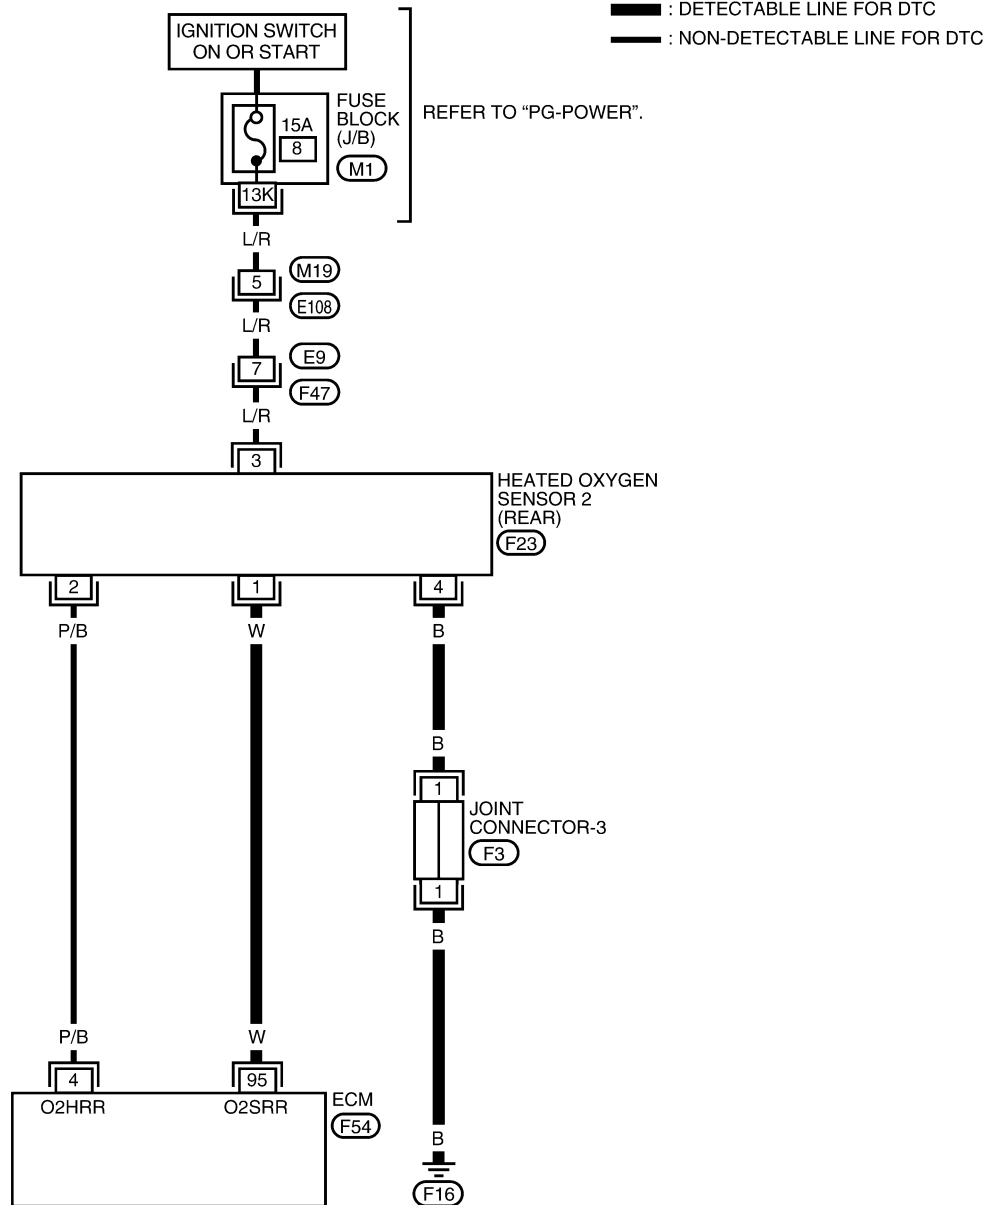 : DETECTABLE LINE FOR DTC
: NON-DETECTABLE LINE FOR DTC
IGNITION SWITCH
ON OR START
FUSE
BLOCK
(J/B)
M1
15A
8
13K
REFER TO “PG-POWER”.
L/R
5
M19
E108
L/R
7
E9
F47
L/R
3
HEATED OXYGEN
SENSOR 2
(REAR)
F23
2
1
4
P/B
W
B
B
1
JOINT
CONNECTOR-3
F3
1
B
P/B
W
4
95
O2HRR
O2SRR
ECM
F54
B
F16